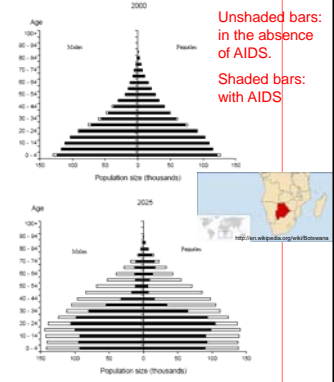 2000
Unshaded bars:
in the absence
of AIDS.
Shaded bars:
with AIDS
Age
100+
Males
Females
90 - 94
80 - 84
70 - 74
60 - 64
50 - 54
40 - 44
30 - 34
20 - 24
10 - 14
0 - 4
150 100 50 0 50 100 150
Population size (thousands)
http://en.wikipedia.org/wiki/Botswana
2025
Age
100+
Males
Females
90 - 94
80 - 84
70 - 74
60 - 64
50 - 54
40 - 44
30 - 34
20 - 24
10 - 14
0 - 4
150 100 50 0 50 100 150
Population size (thousands)